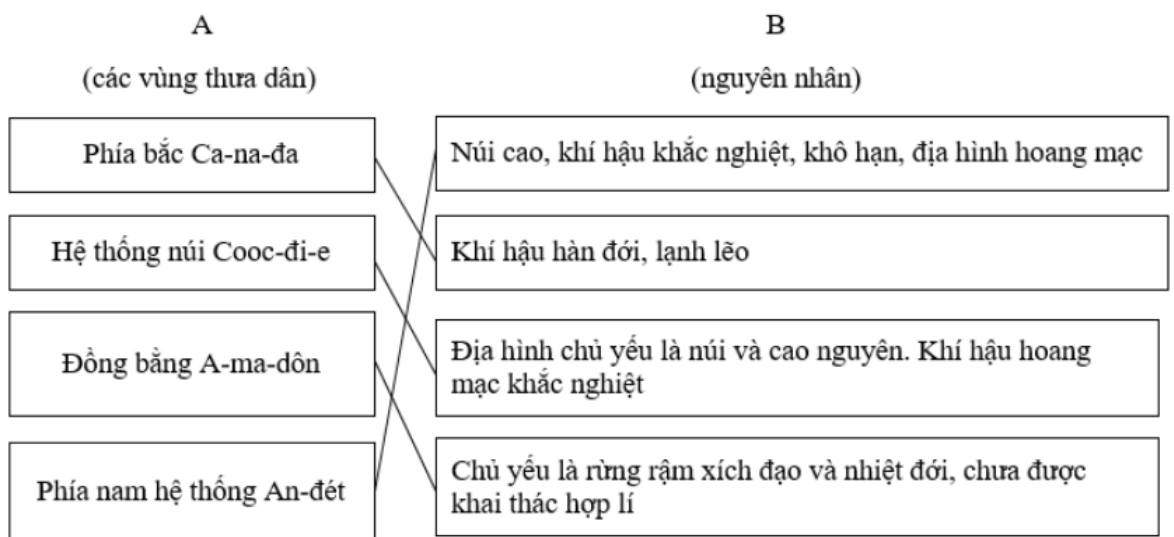 A
(các vùng thưa dân)
Phía bắc Ca-na-đa
Hệ thống núi Cooc-đi-e
Đồng bằng A-ma-dôn
Phía nam hệ thống An-đét
B
(nguyên nhân)
Núi cao, khí hậu khắc nghiệt, khô hạn, địa hình hoang mạc
Khí hậu hàn đới, lạnh lẽo
Địa hình chủ yếu là núi và cao nguyên. Khí hậu hoang
mạc khắc nghiệt
Chủ yếu là rừng rậm xích đạo và nhiệt đới, chưa được
khai thác hợp lí